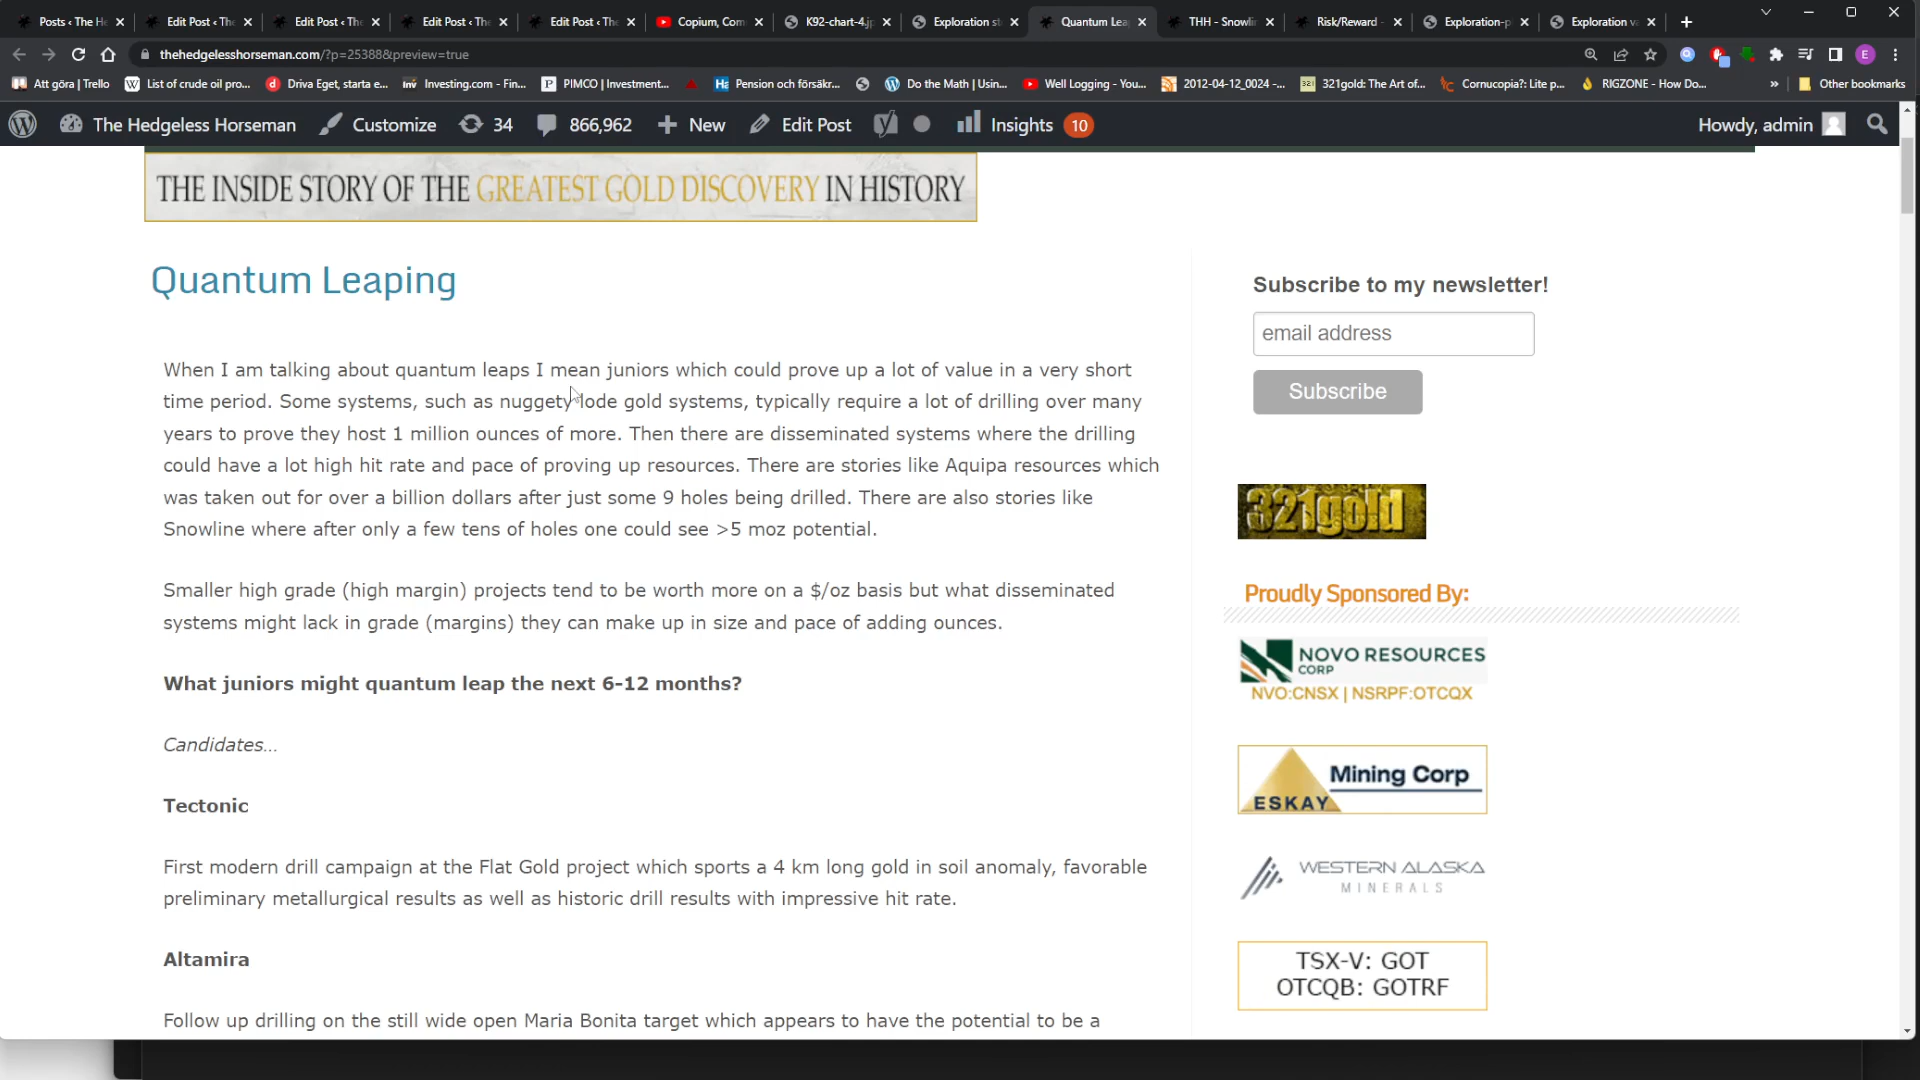 Posts ‹ The He
Edit Post ‹ The
Posts ‹ The
Edit Post ‹ The
Edit Post ‹ The
Copium, Com
K92-chart-4.jp
Exploration st
Quantum Lea
THH - Snowlin
Risk/Reward -
Exploration-p
Exploration va
thehedgelesshorseman.com/?p=25388&preview=true
E
Att göra | Trello
List of crude oil pro...
Driva Eget, starta e...
Investing.com - Fin...
PIMCO | Investment...
Pension och försäkr...
Do the Math | Usin...
Well Logging - You...
2012-04-12_0024 -...
321gold: The Art of...
Cornucopia?: Lite p...
RIGZONE - How Do...
»
Other bookmarks
The Hedgeless Horseman
Customize
34
866,962
New
Edit Post
Insights 10
Howdy, admin
THE INSIDE STORY OF THE GREATEST GOLD DISCOVERY IN HISTORY
Quantum Leaping
When I am talking about quantum leaps I mean juniors which could prove up a lot of value in a very short
time period. Some systems, such as nuggety lode gold systems, typically require a lot of drilling over many
years to prove they host 1 million ounces of more. Then there are disseminated systems where the drilling
could have a lot high hit rate and pace of proving up resources. There are stories like Aquipa resources which
was taken out for over a billion dollars after just some 9 holes being drilled. There are also stories like
Snowline where after only a few tens of holes one could see >5 moz potential.
Smaller high grade (high margin) projects tend to be worth more on a $/oz basis but what disseminated
systems might lack in grade (margins) they can make up in size and pace of adding ounces.
What juniors might quantum leap the next 6-12 months?
Candidates...
Tectonic
First modern drill campaign at the Flat Gold project which sports a 4 km long gold in soil anomaly, favorable
preliminary metallurgical results as well as historic drill results with impressive hit rate.
Altamira
Follow up drilling on the still wide open Maria Bonita target which appears to have the potential to be a
Subscribe to my newsletter!
email address
Subscribe
321gold
Proudly Sponsored By:
NOVO RESOURCES
CORP
NVO:CNSX | NSRPF:OTCQX
Mining Corp
ESKAY
WESTERN ALASKA
MINERALS
TSX-V: GOT
OTCQB: GOTRF